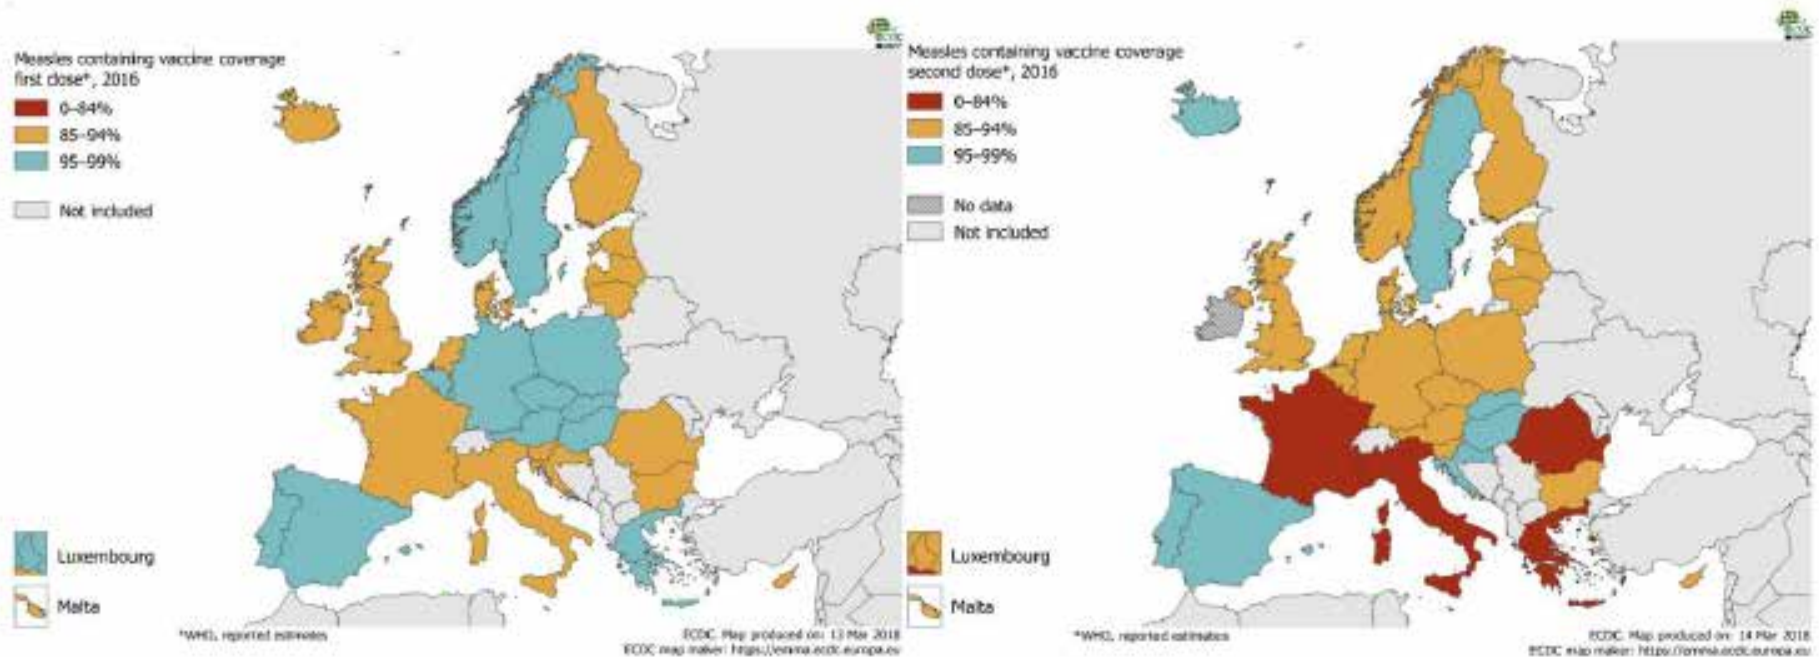 Measles containing vaccine coverage
first dose*, 2016
0-84%
85-94%
95-99%
Not included
Luxembourg
Malta
*WHO, reported estimates
ECDC. Map produced on: 13 Mar 2018
ECDC map maker: https://emma.ecdc.europa.eu
Measles containing vaccine coverage
second dose*, 2016
0-84%
85-94%
95-99%
No data
Not included
Luxembourg
Malta
*WHO, reported estimates
ECDC. Map produced on: 14 Mar 2018
ECDC map maker: https://emma.ecdc.europa.eu